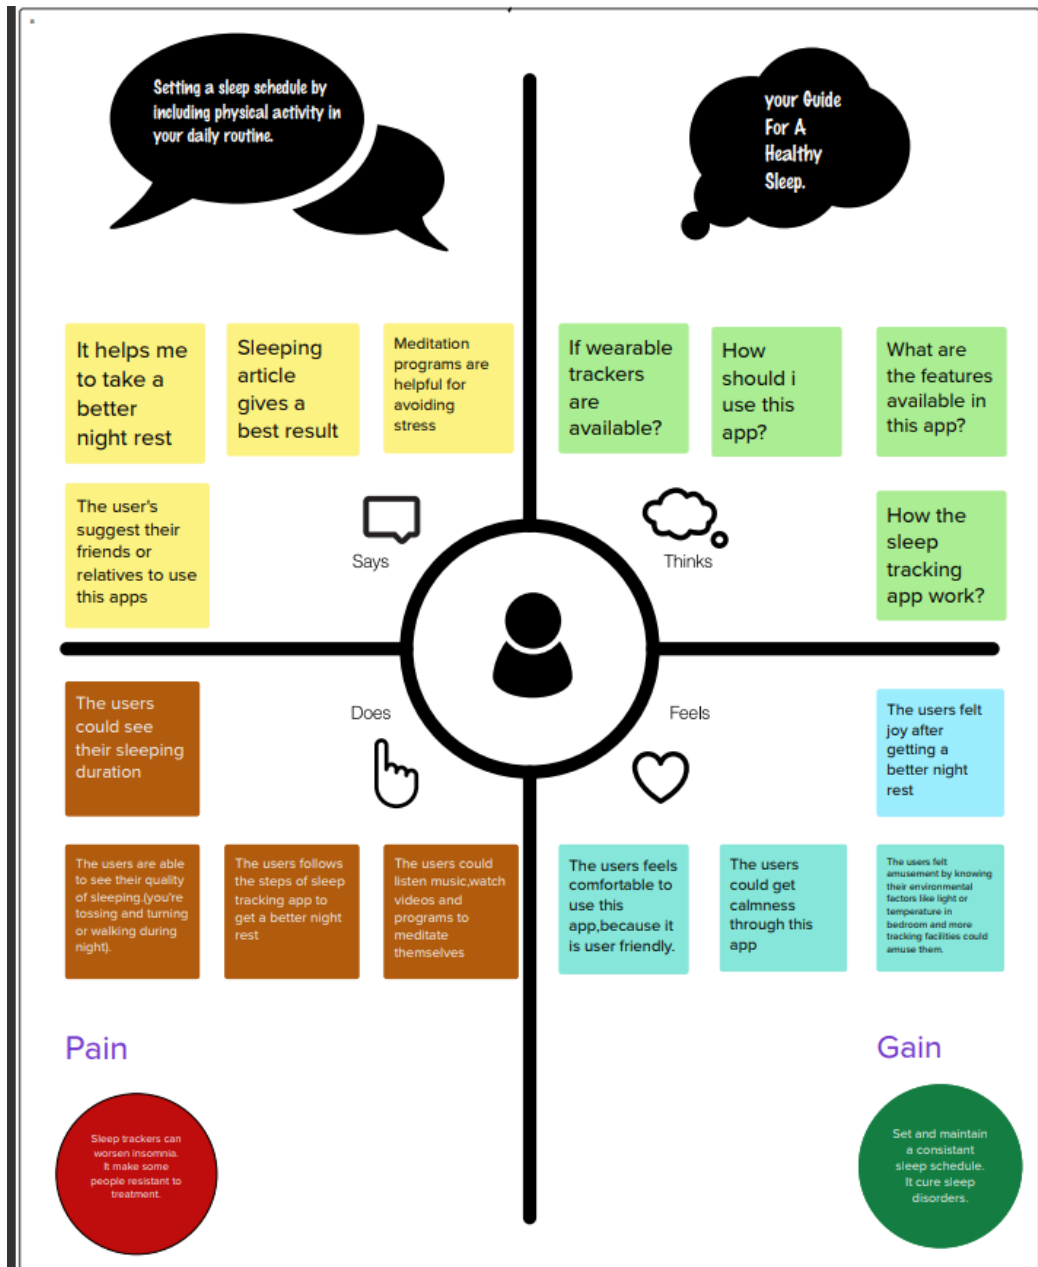 Setting a sleep schedule by
including physical activity in
your daily routine.
your Guide
For A
Healthy
Sleep.
It helps me
to take a
better
night rest
Sleeping
article
gives a
best result
Meditation
programs are
helpful for
avoiding
stress
If wearable
trackers
are
available?
How
should i
use this
app?
What are
the features
available in
this app?
The user's
suggest their
friends or
relatives to use
this apps
Says
Thinks
How the
sleep
tracking
app work?
Does
Feels
The users
could see
their sleeping
duration
The users felt
joy after
getting a
better night
rest
The users are able
to see their quality
of sleeping.(you're
tossing and turning
or walking during
night).
The users follows
the steps of sleep
tracking app to
get a better night
rest
The users could
listen music,watch
videos and
programs to
meditate
themselves
The users feels
comfortable to
use this
app,because it
is user friendly.
The users
could get
calmness
through this
app
The users felt
amusement by knowing
their environmental
factors like light or
temperature in
bedroom and more
tracking facilities could
amuse them.
Pain
Gain
Sleep trackers can
worsen insomnia.
It make some
people resistant to
treatment.
Set and maintain
a consistant
sleep schedule.
It cure sleep
disorders.